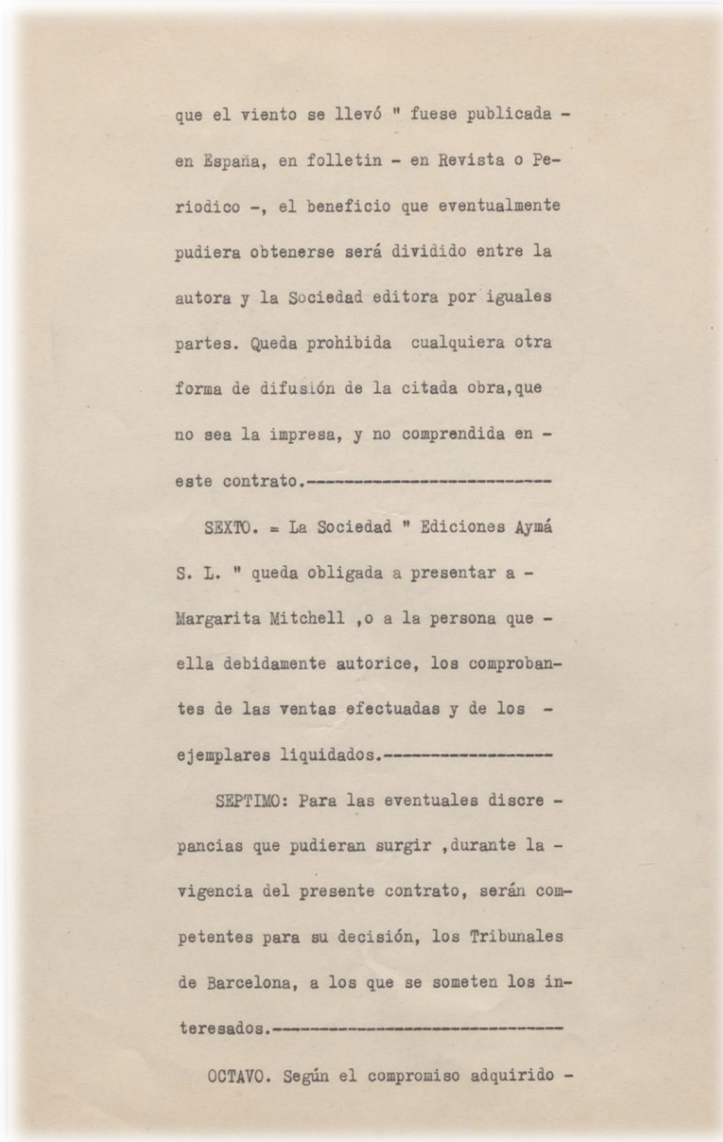 que el viento se llevó " fuese publicada -
en España, en folletin - en Revista o Pe-
riodico -, el beneficio que eventualmente
pudiera obtenerse será dividido entre la
autora y la Sociedad editora por iguales
partes. Queda prohibida cualquiera otra
forma de difusión de la citada obra,que
no sea la impresa, y no comprendida en -
este contrato.--------------------------
SEXTO. = La Sociedad " Ediciones Aymá
S. L. " queda obligada a presentar a -
Margarita Mitchell ,o a la persona que -
ella debidamente autorice, los comproban-
tes de las ventas efectuadas y de los -
ejemplares liquidados.------------------
SEPTIMO: Para las eventuales discre -
pancias que pudieran surgir ,durante la -
vigencia del presente contrato, serán com-
petentes para su decisión, los Tribunales
de Barcelona, a los que se someten los in-
teresados.-------------------------------
OCTAVO. Según el compromiso adquirido -